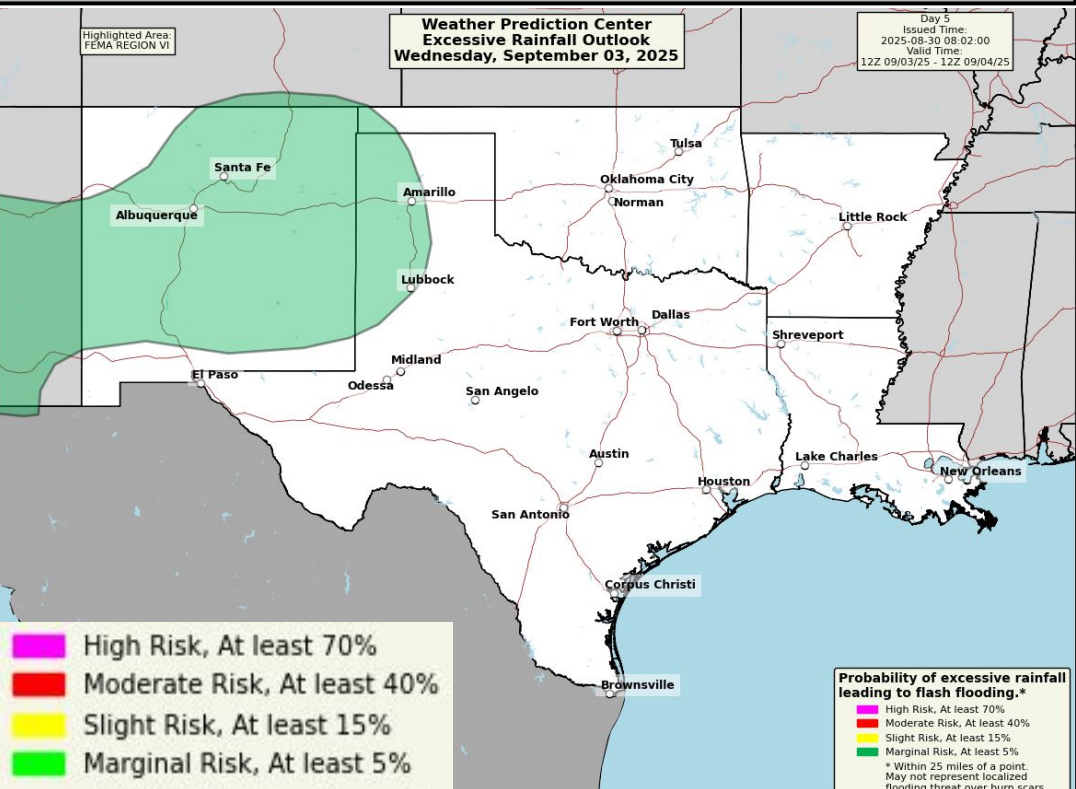 Highlighted Area:
FEMA REGION VI
Weather Prediction Center
Excessive Rainfall Outlook
Wednesday, September 03, 2025
Day 5
Issued Time:
2025-08-30 08:02:00
Valid Time:
12Z 09/03/25 - 12Z 09/04/25
Tulsa
Santa Fe
Oklahoma City
Amarillo
Norman
Albuquerque
Little Rock
Lubbock
Dallas
Fort Worth
Shreveport
Midland
El Paso
Odessa
San Angelo
Austin
Lake Charles
New Orleans
Houston
San Antonio
Corpus Christi
Brownsville
High Risk, At least 70%
Moderate Risk, At least 40%
Slight Risk, At least 15%
Marginal Risk, At least 5%
Probability of excessive rainfall
leading to flash flooding.*
High Risk, At least 70%
Moderate Risk, At least 40%
Slight Risk, At least 15%
Marginal Risk, At least 5%
* Within 25 miles of a point.
May not represent localized
flooding threat over burn scars